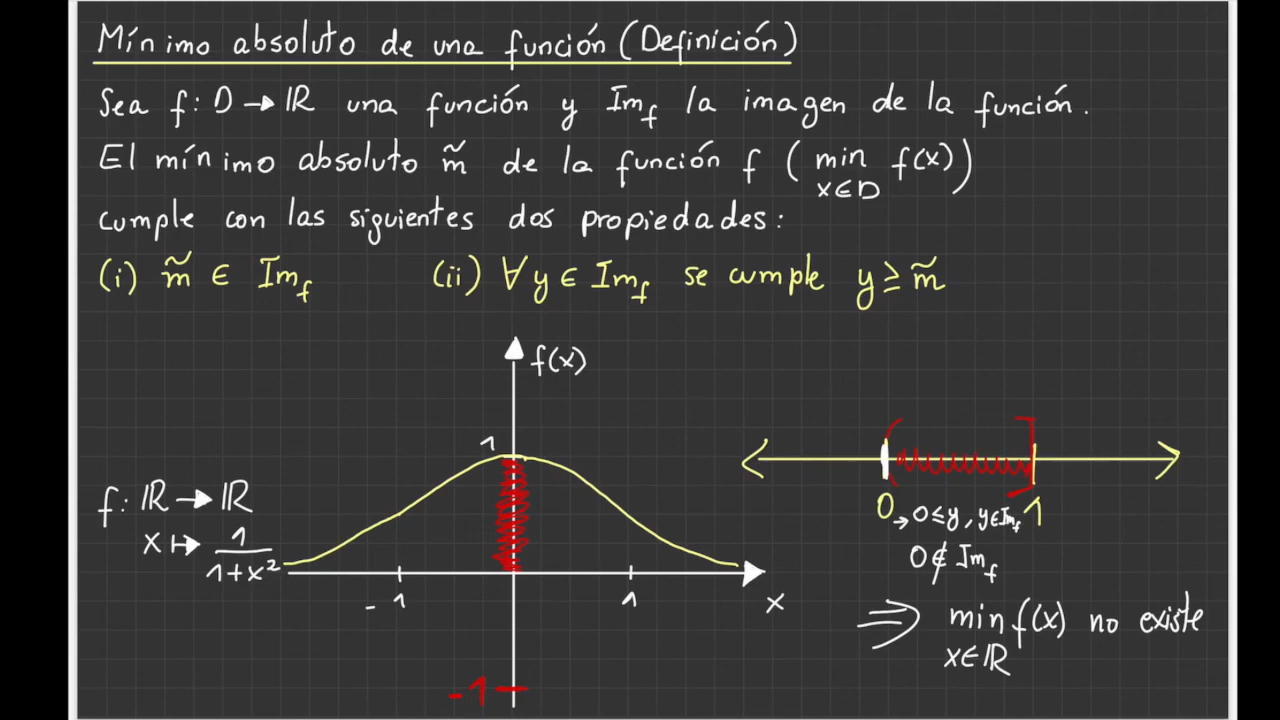 Mínimo absoluto de una función (Definición)
Sea f: D → ℝ una función y Im_f la imagen de la función.
El mínimo absoluto m̃ de la función f ( min_{x∈D} f(x) )
cumple con las siguientes dos propiedades:
(i) m̃ ∈ Im_f (ii) ∀ y ∈ Im_f se cumple y ≥ m̃
f(x)
1
f: ℝ → ℝ
x ↦ 1/(1+x²)
-1 1 x
-1
0 1
→ 0 ≤ y, y ∈ Im_f
0 ∉ Im_f
⇒ min_{x∈ℝ} f(x) no existe